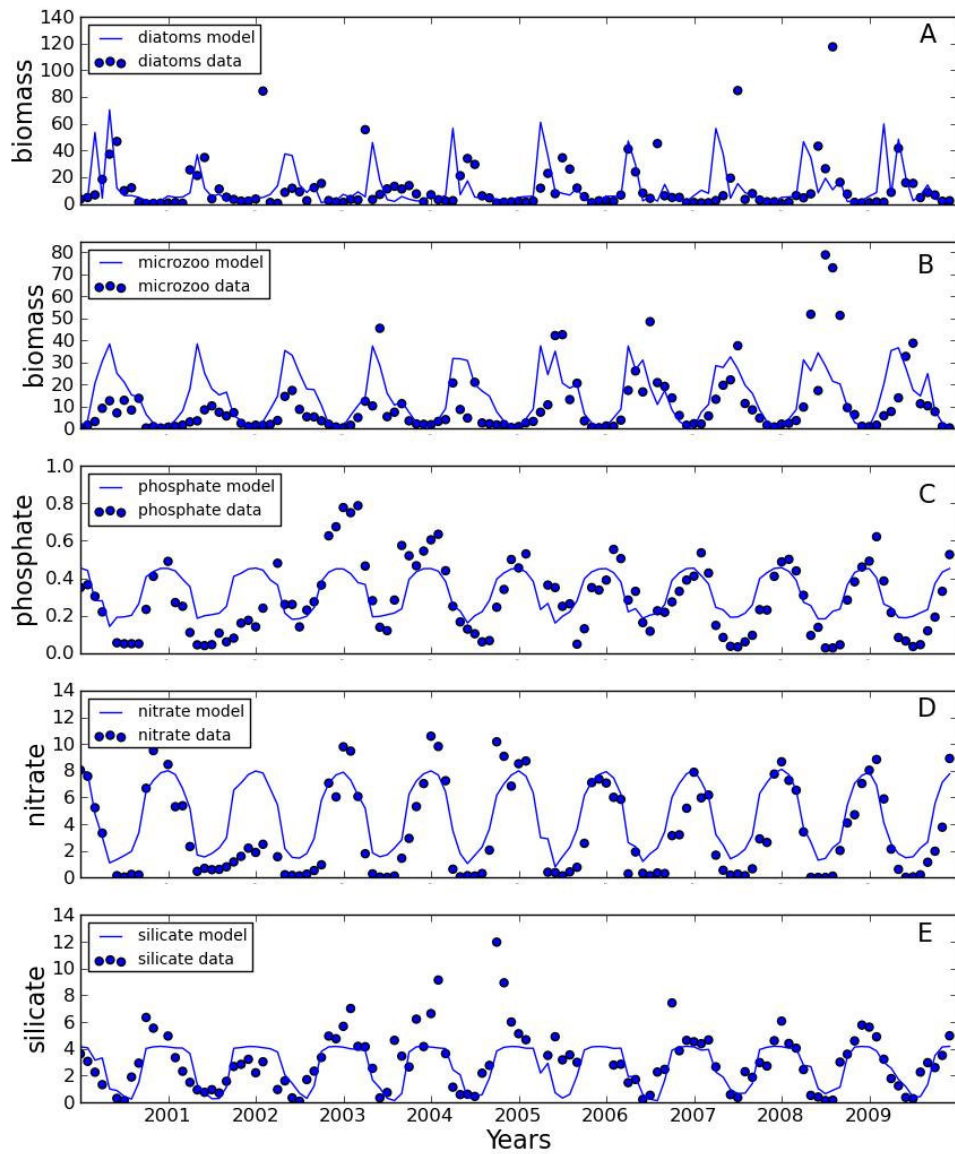 140
120
100
80
60
40
20
0
biomass
diatoms model
diatoms data
A
80
70
60
50
40
30
20
10
0
biomass
microzoo model
microzoo data
B
1.0
0.8
0.6
0.4
0.2
0.0
phosphate
phosphate model
phosphate data
C
14
12
10
8
6
4
2
0
nitrate
nitrate model
nitrate data
D
14
12
10
8
6
4
2
0
silicate
silicate model
silicate data
E
2001 2002 2003 2004 2005 2006 2007 2008 2009
Years